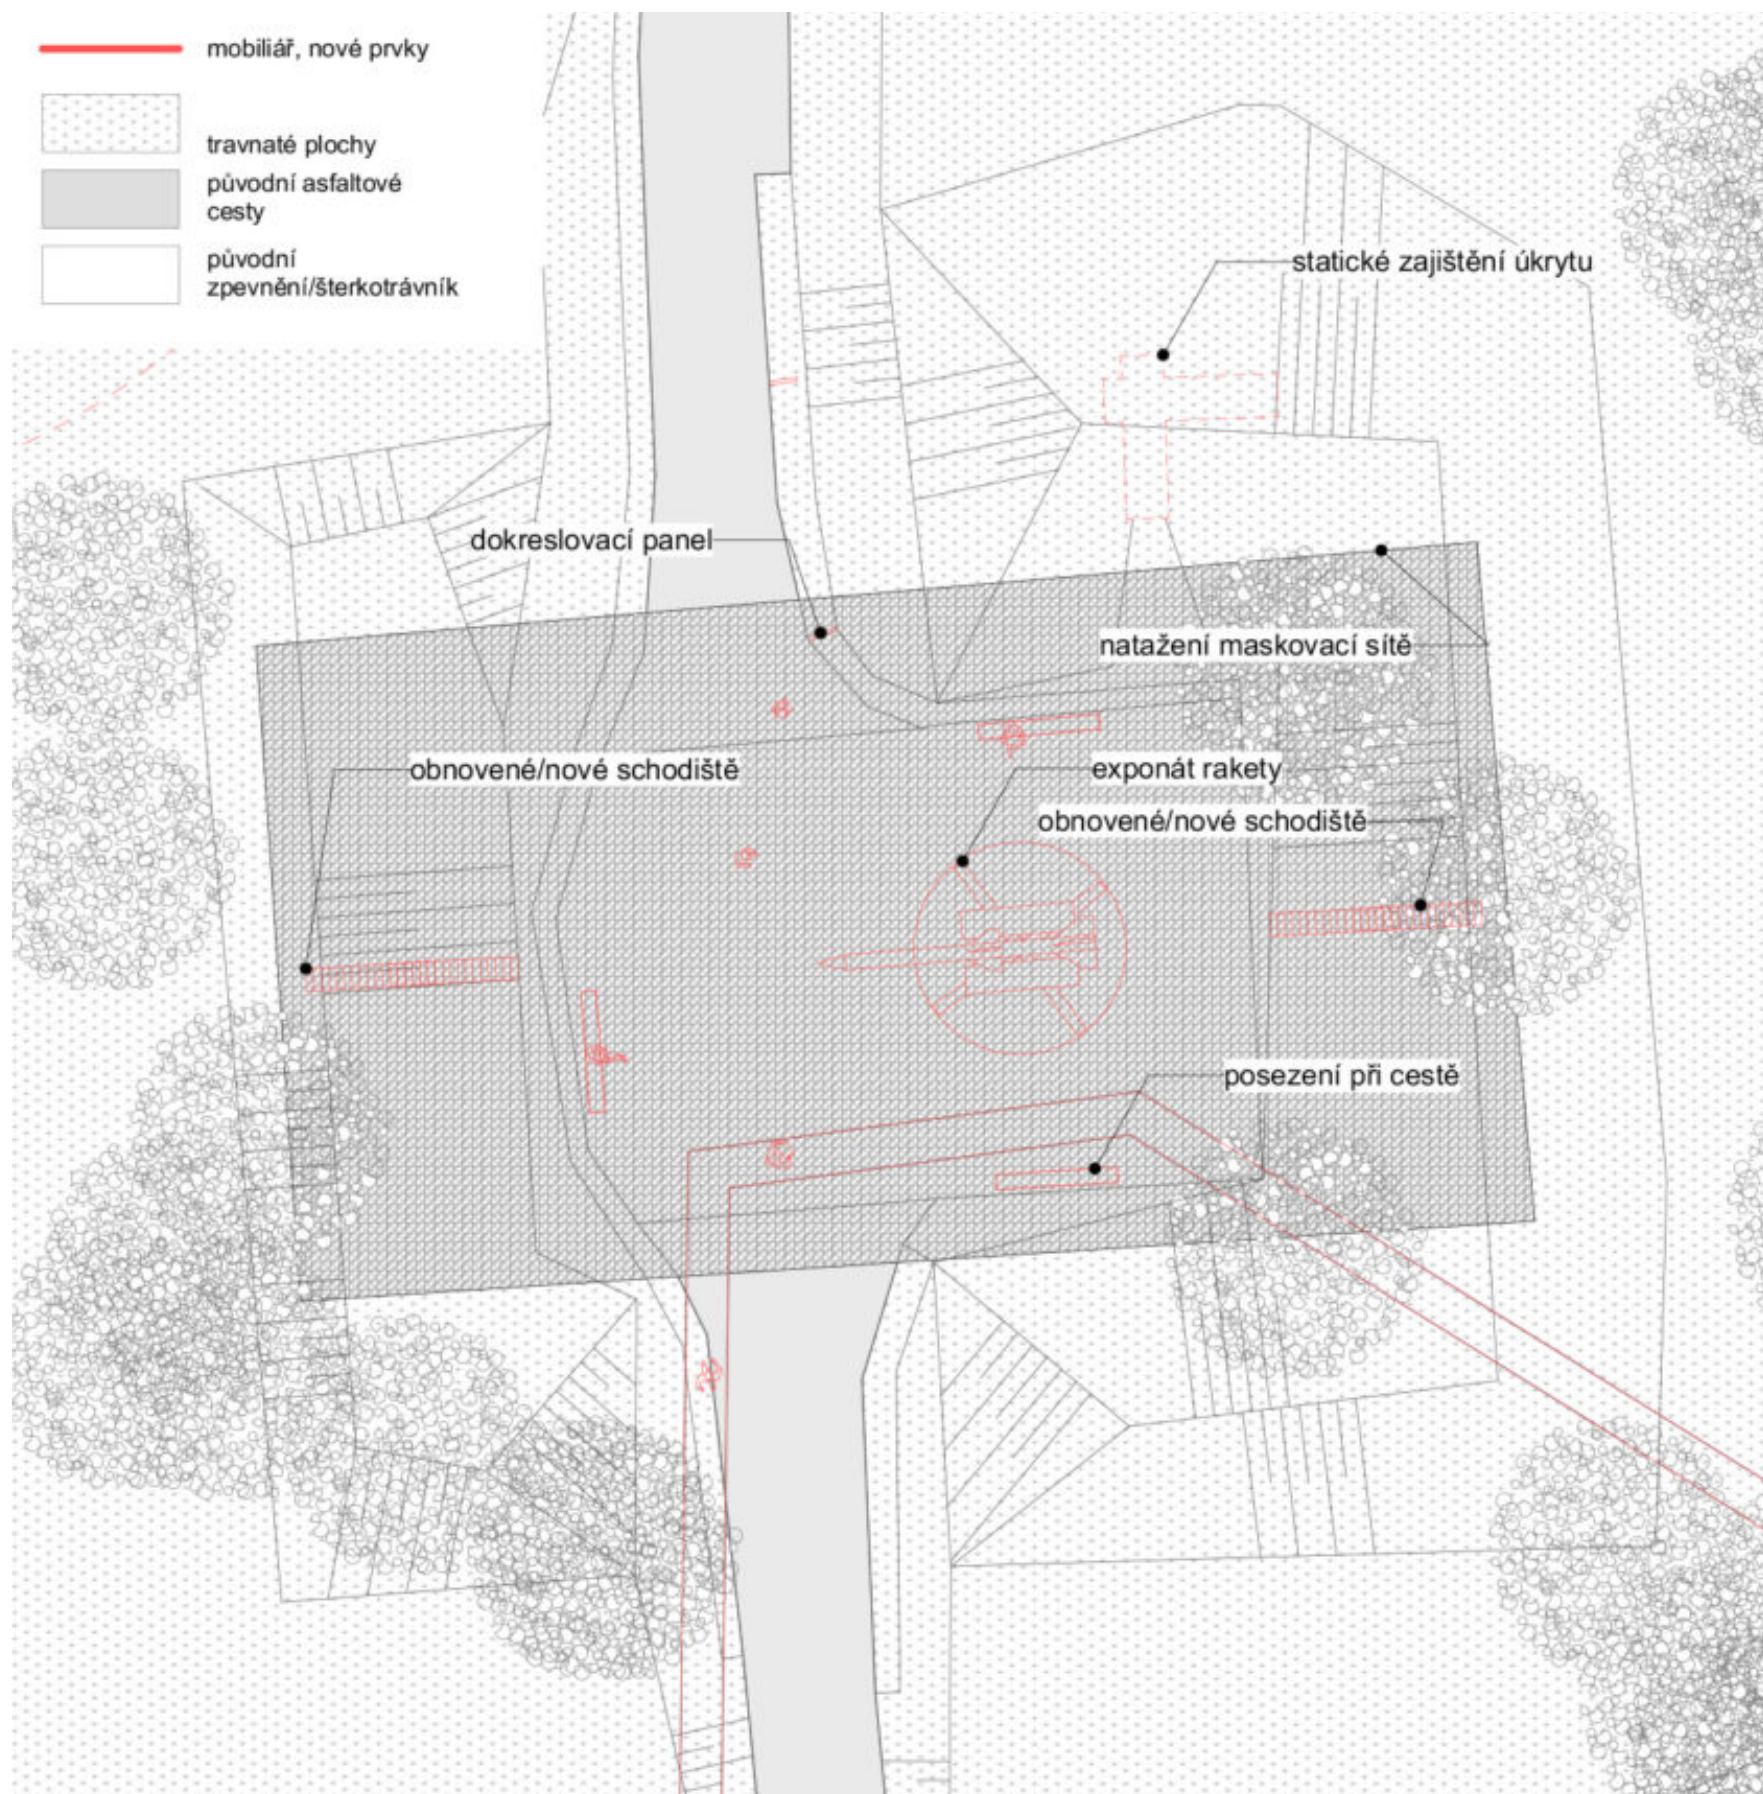 mobiliář, nové prvky
travnaté plochy
původní asfaltové
cesty
původní
zpevnění/šterkotrávník
statické zajištění úkrytu
dokreslovací panel
natažení maskovací sítě
obnovené/nové schodiště
exponát rakety
obnovené/nové schodiště
posezení při cestě